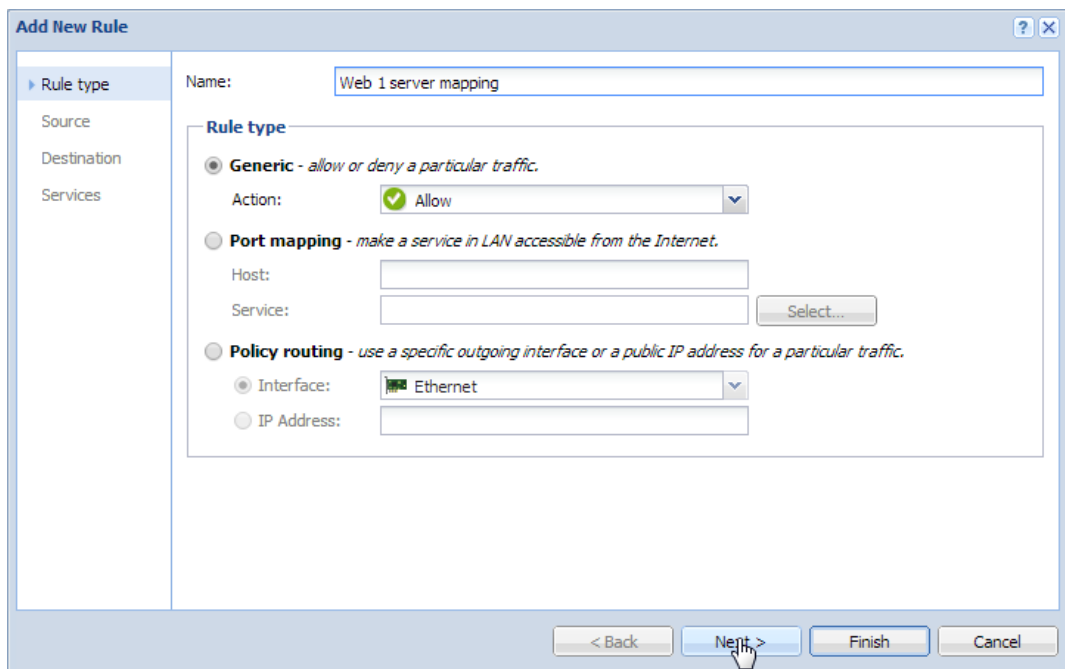 Add New Rule
Rule type
Source
Destination
Services
Name: Web 1 server mapping
Rule type
Generic - allow or deny a particular traffic.
Action: Allow
Port mapping - make a service in LAN accessible from the Internet.
Host:
Service: Select...
Policy routing - use a specific outgoing interface or a public IP address for a particular traffic.
Interface: Ethernet
IP Address:
< Back Next > Finish Cancel